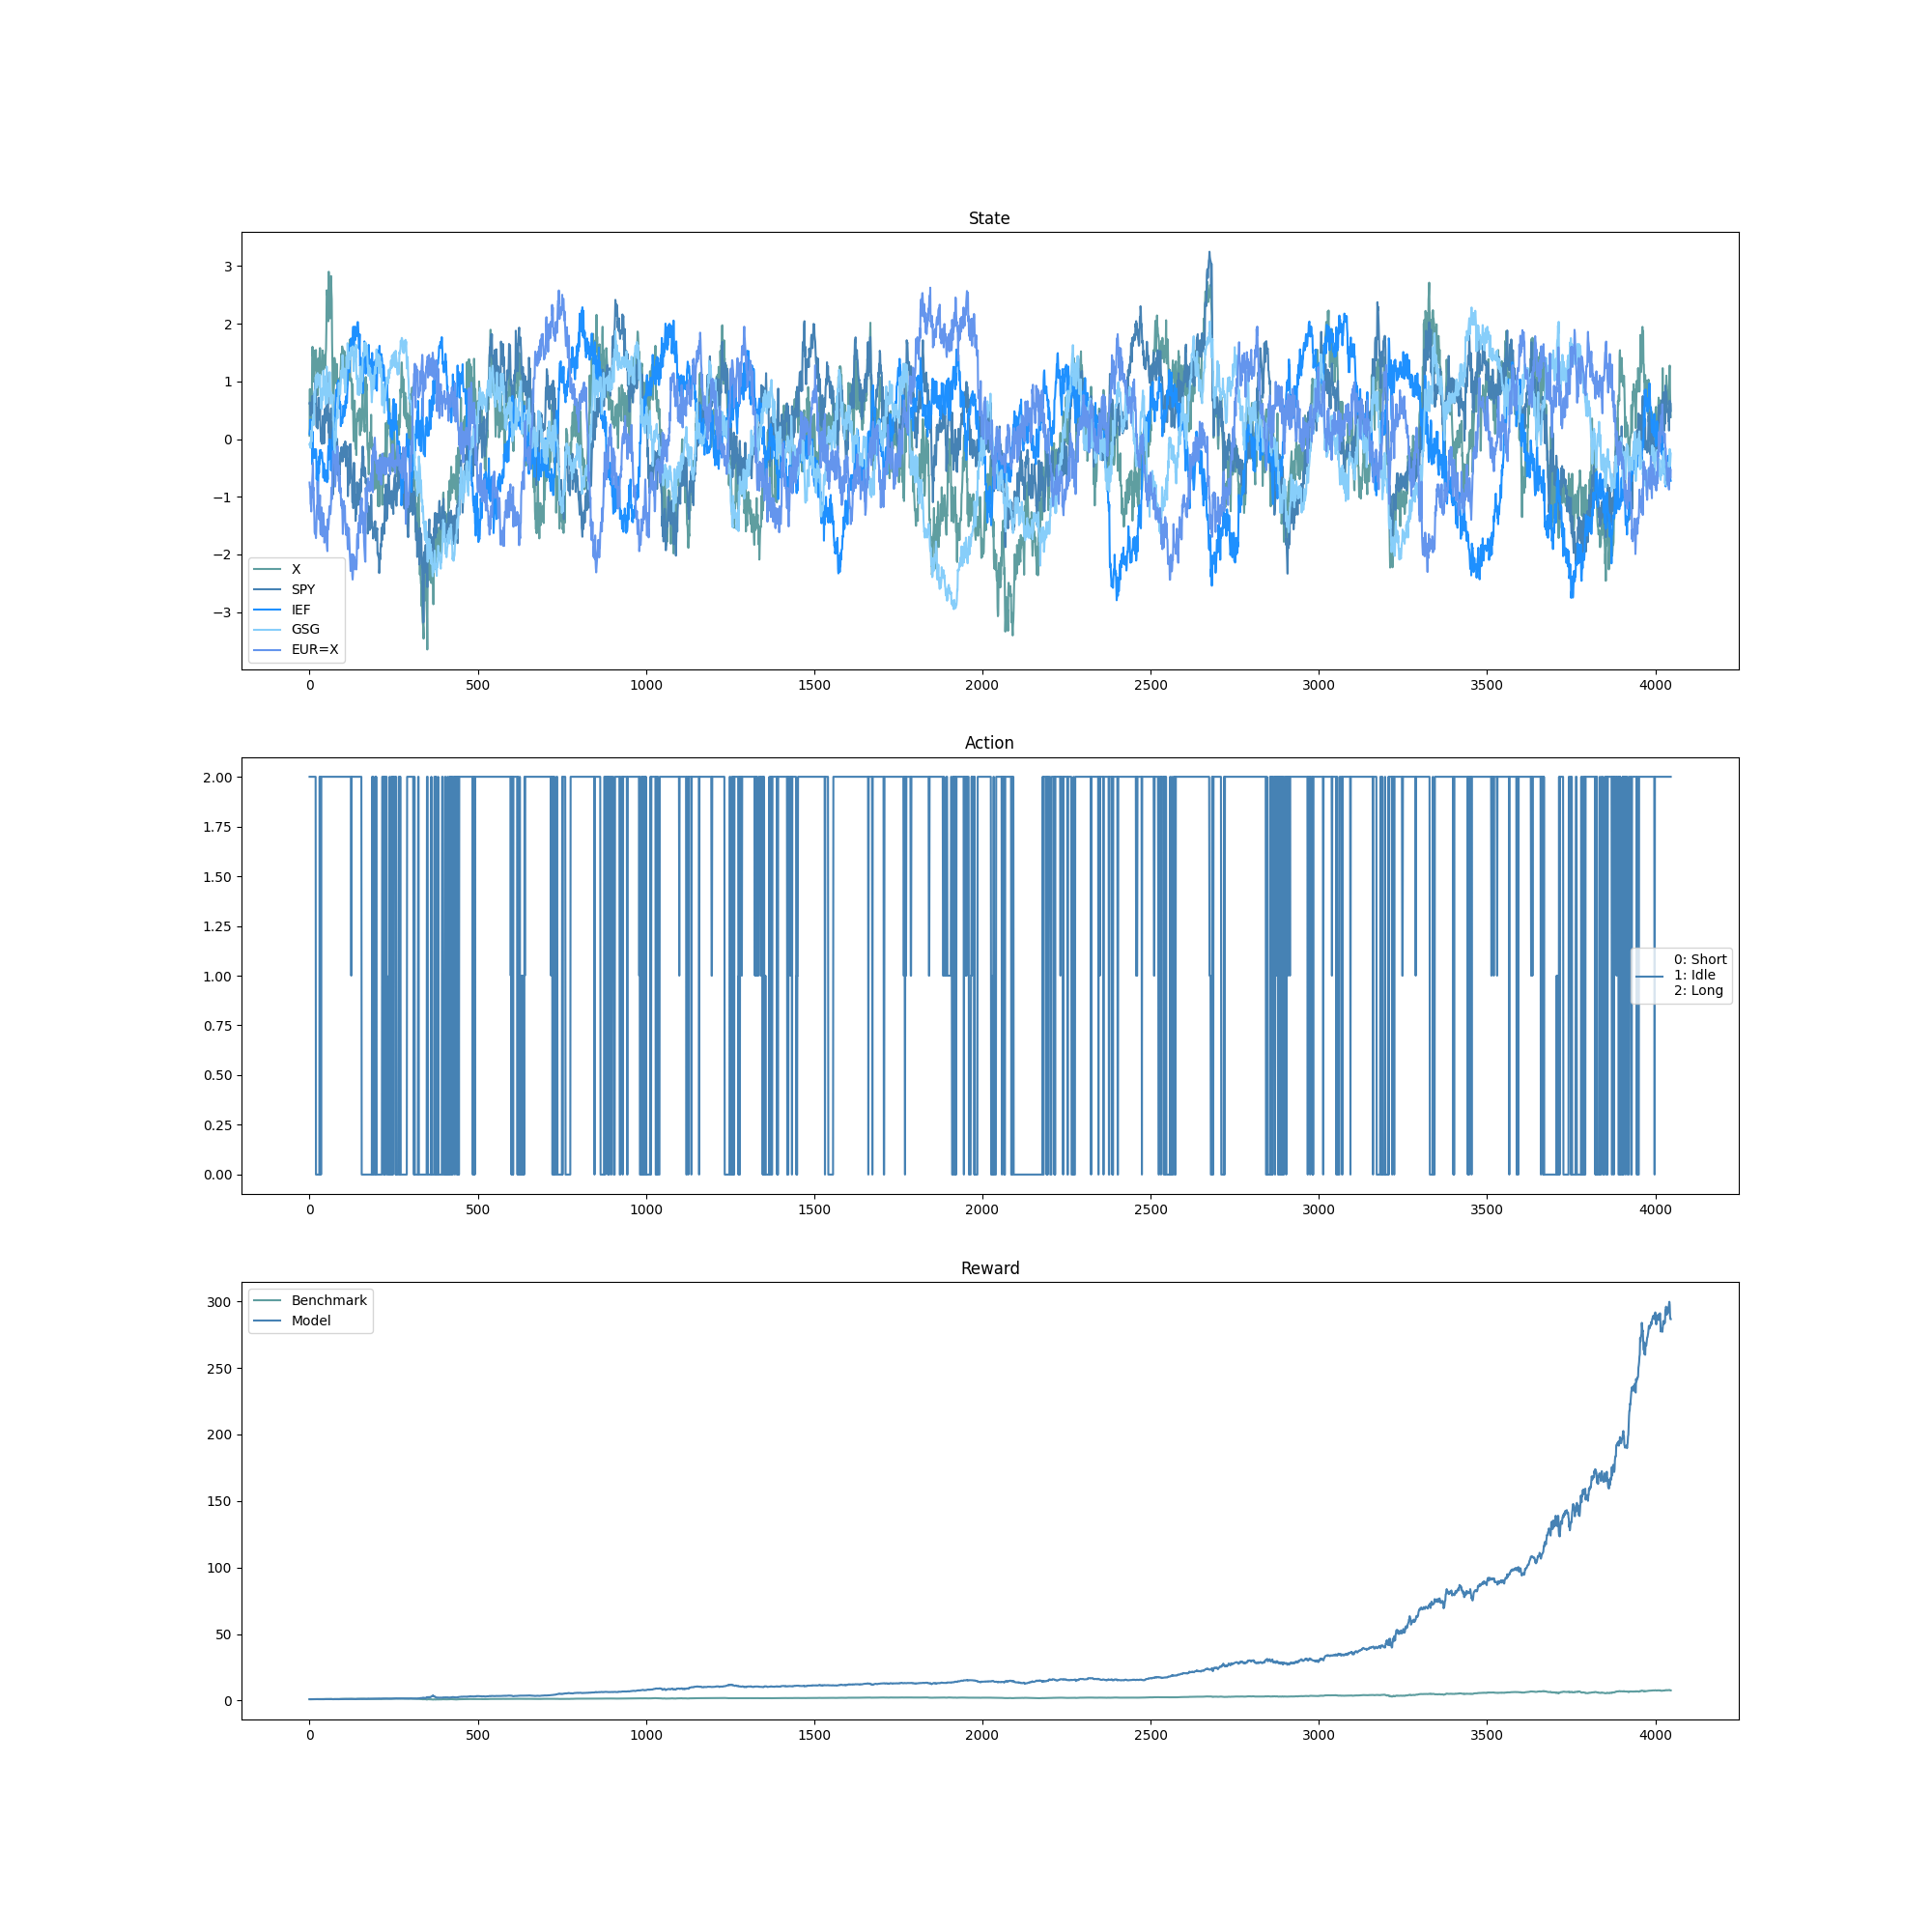 State
3
2
1
0
−1
−2
−3
X
SPY
IEF
GSG
EUR=X
0 500 1000 1500 2000 2500 3000 3500 4000
Action
2.00
1.75
1.50
1.25
1.00
0.75
0.50
0.25
0.00
0: Short
1: Idle
2: Long
0 500 1000 1500 2000 2500 3000 3500 4000
Reward
Benchmark
Model
300
250
200
150
100
50
0
0 500 1000 1500 2000 2500 3000 3500 4000